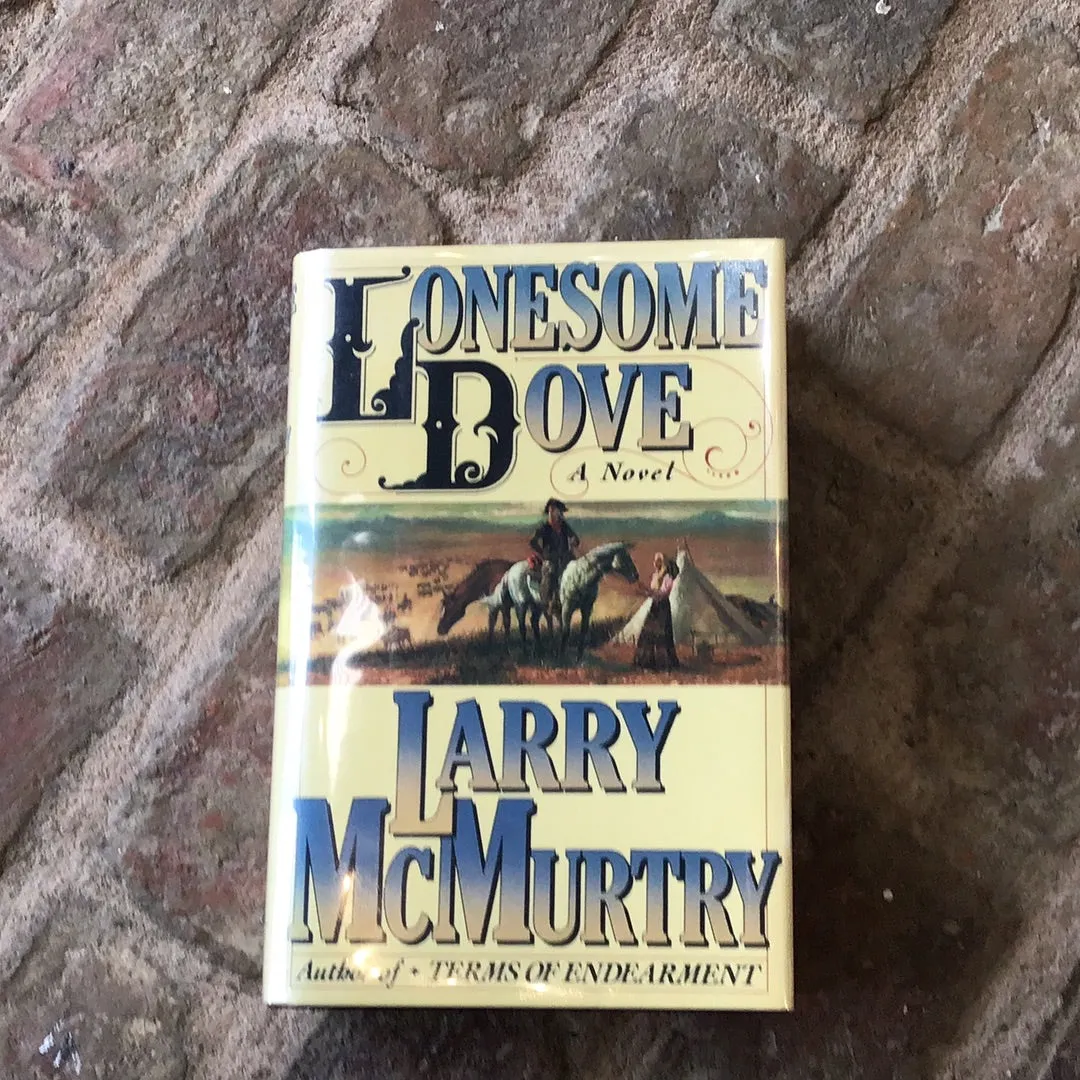 LONESOME
DOVE
A Novel
LARRY
MCMURTRY
Author of • TERMS OF ENDEARMENT